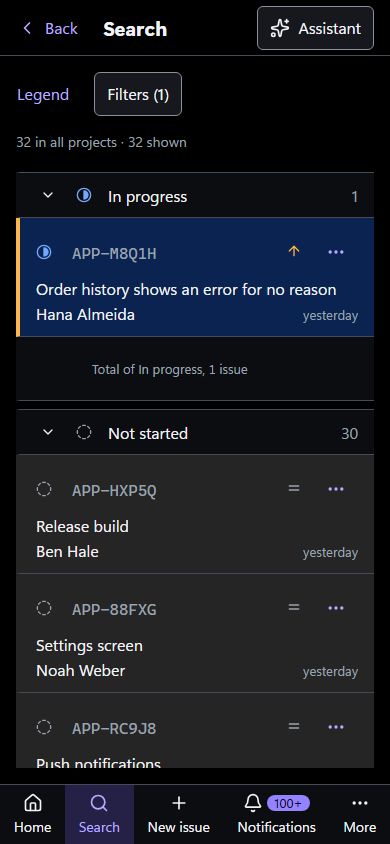 Back
Search
Assistant
Legend
Filters (1)
32 in all projects · 32 shown
In progress
1
APP-M8Q1H
Order history shows an error for no reason
Hana Almeida
yesterday
Total of In progress, 1 issue
Not started
30
APP-HXP5Q
Release build
Ben Hale
yesterday
APP-88FXG
Settings screen
Noah Weber
yesterday
APP-RC9J8
Push notifications
Home
Search
New issue
100+
Notifications
More